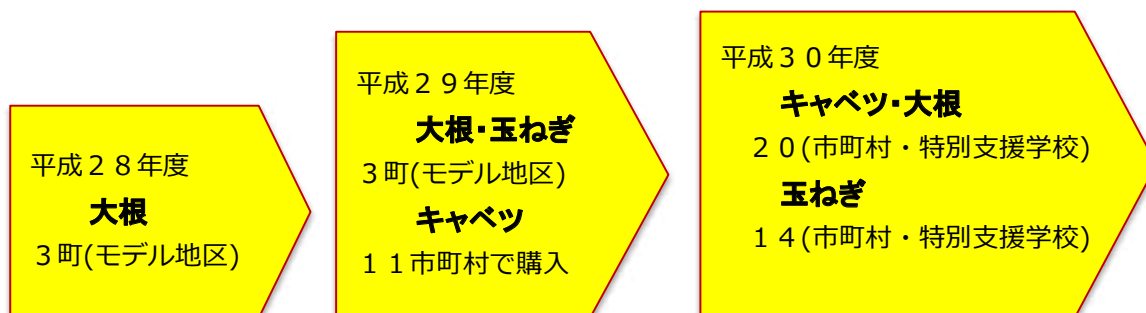 平成２８年度
大根
３町(モデル地区)
平成２９年度
大根・玉ねぎ
３町(モデル地区)
キャベツ
１１市町村で購入
平成３０年度
キャベツ・大根
２０(市町村・特別支援学校)
玉ねぎ
１４(市町村・特別支援学校)